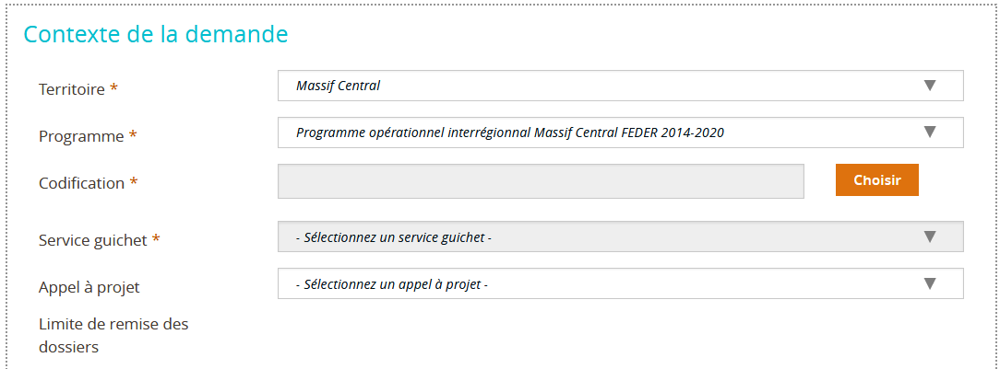 Contexte de la demande
Territoire *
Massif Central
Programme *
Programme opérationnel interrégionnal Massif Central FEDER 2014-2020
Codification *
Choisir
Service guichet *
- Sélectionnez un service guichet -
Appel à projet
- Sélectionnez un appel à projet -
Limite de remise des
dossiers